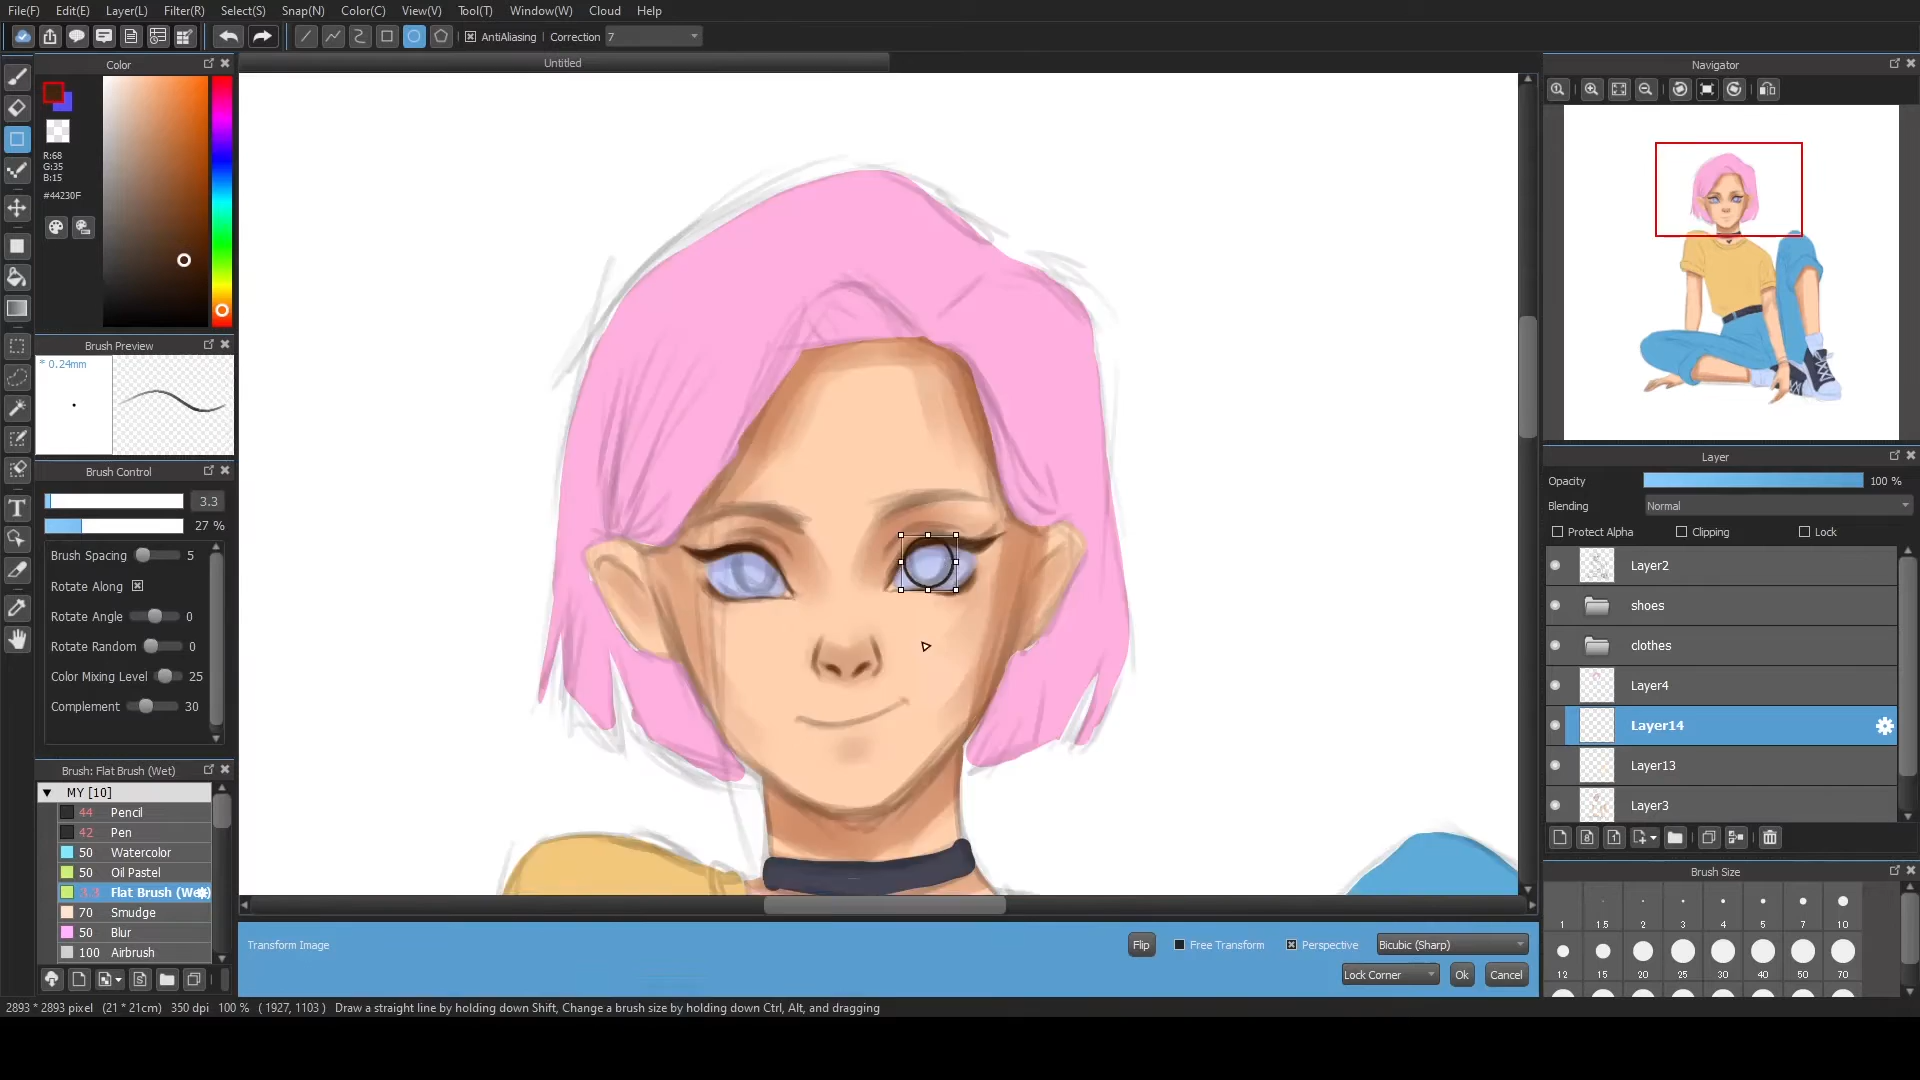 File(F) Edit(E) Layer(L) Filter(R) Select(S) Snap(N) Color(C) View(V) Tool(T) Window(W) Cloud Help
AntiAliasing Correction 7
Color
Untitled
Navigator
R:68
G:35
B:15
#44230F
Brush Preview
* 0.24mm
Brush Control
3.3
27 %
Brush Spacing 5
Rotate Along
Rotate Angle 0
Rotate Random 0
Color Mixing Level 25
Complement 30
Brush: Flat Brush (Wet)
MY [10]
44 Pencil
42 Pen
50 Watercolor
50 Oil Pastel
3.3 Flat Brush (Wet)
70 Smudge
50 Blur
100 Airbrush
Layer
Opacity 100 %
Blending Normal
Protect Alpha Clipping Lock
Layer2
shoes
clothes
Layer4
Layer14
Layer13
Layer3
Brush Size
1 1.5 2 3 4 5 7 10
12 15 20 25 30 40 50 70
Transform Image Flip Free Transform Perspective Bicubic (Sharp)
Lock Corner Ok Cancel
2893 * 2893 pixel (21 * 21cm) 350 dpi 100 % ( 1927, 1103 ) Draw a straight line by holding down Shift, Change a brush size by holding down Ctrl, Alt, and dragging